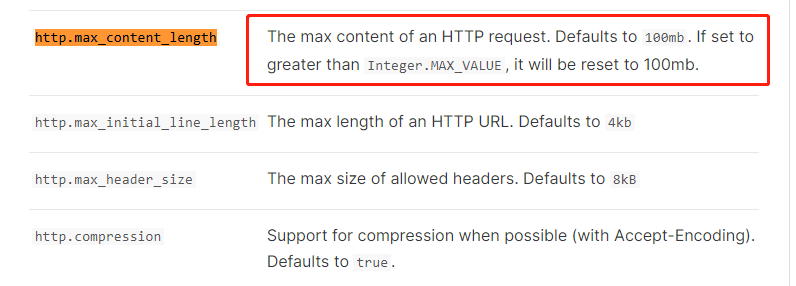 http.max_content_length The max content of an HTTP request. Defaults to 100mb. If set to
greater than Integer.MAX_VALUE, it will be reset to 100mb.
http.max_initial_line_length The max length of an HTTP URL. Defaults to 4kb
http.max_header_size The max size of allowed headers. Defaults to 8kB
http.compression Support for compression when possible (with Accept-Encoding).
Defaults to true.